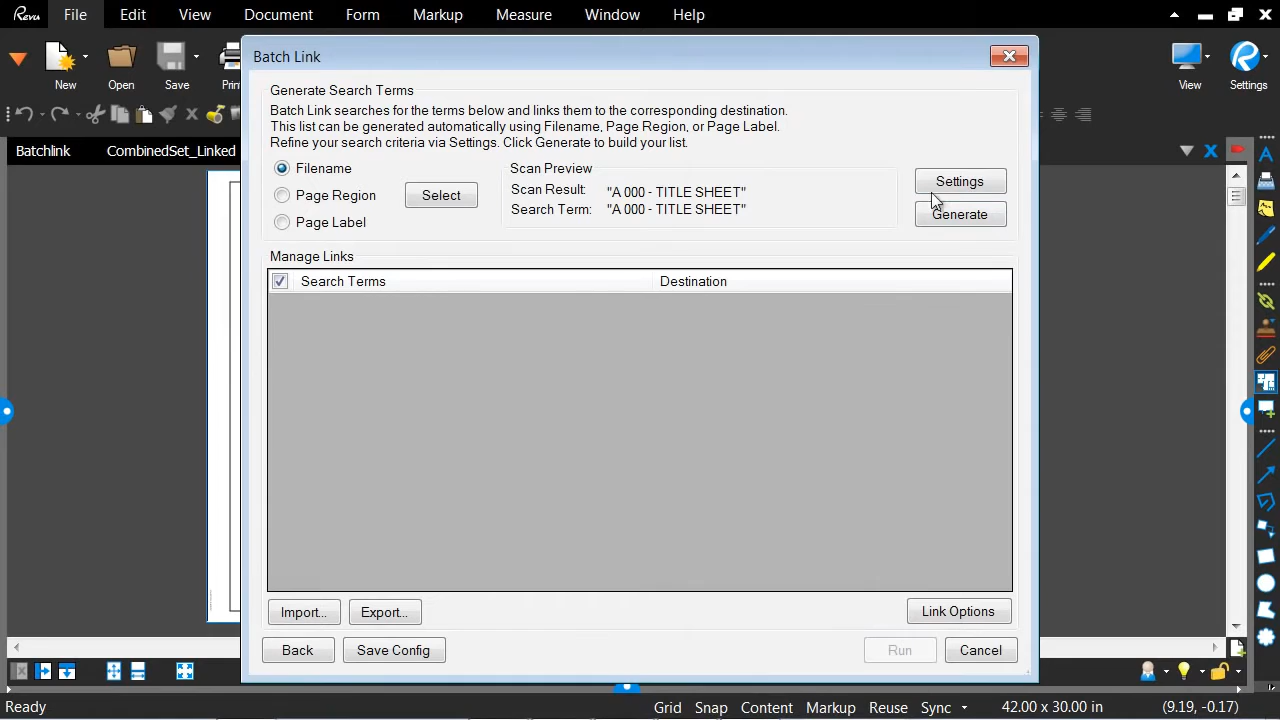 Revu File Edit View Document Form Markup Measure Window Help
New Open Save Prin View Settings
Batchlink CombinedSet_Linked
Batch Link
Generate Search Terms
Batch Link searches for the terms below and links them to the corresponding destination.
This list can be generated automatically using Filename, Page Region, or Page Label.
Refine your search criteria via Settings. Click Generate to build your list.
Filename
Page Region
Page Label
Select
Scan Preview
Scan Result: "A 000 - TITLE SHEET"
Search Term: "A 000 - TITLE SHEET"
Settings
Generate
Manage Links
Search Terms Destination
Import... Export... Link Options
Back Save Config Run Cancel
Ready Grid Snap Content Markup Reuse Sync 42.00 x 30.00 in (9.19, -0.17)